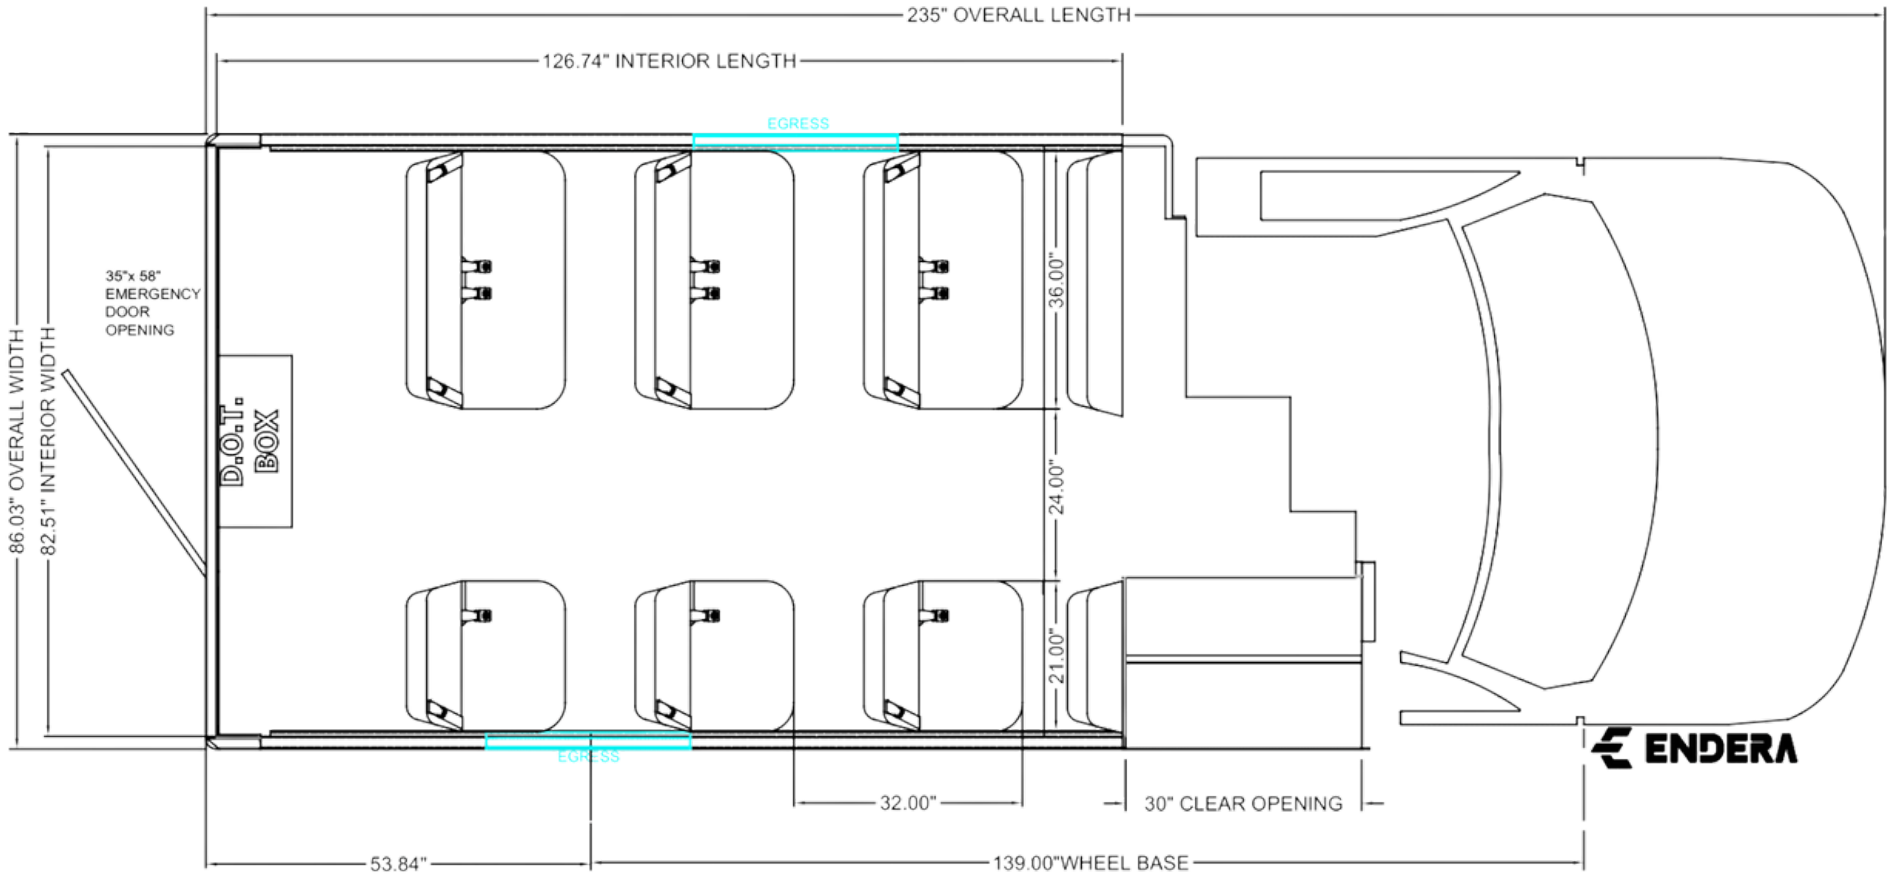 235" OVERALL LENGTH
126.74" INTERIOR LENGTH
EGRESS
35"x 58"
EMERGENCY
DOOR
OPENING
86.03" OVERALL WIDTH
82.51" INTERIOR WIDTH
D.O.T.
BOX
36.00"
24.00"
21.00"
EGRESS
ENDERA
32.00"
30" CLEAR OPENING
53.84"
139.00"WHEEL BASE